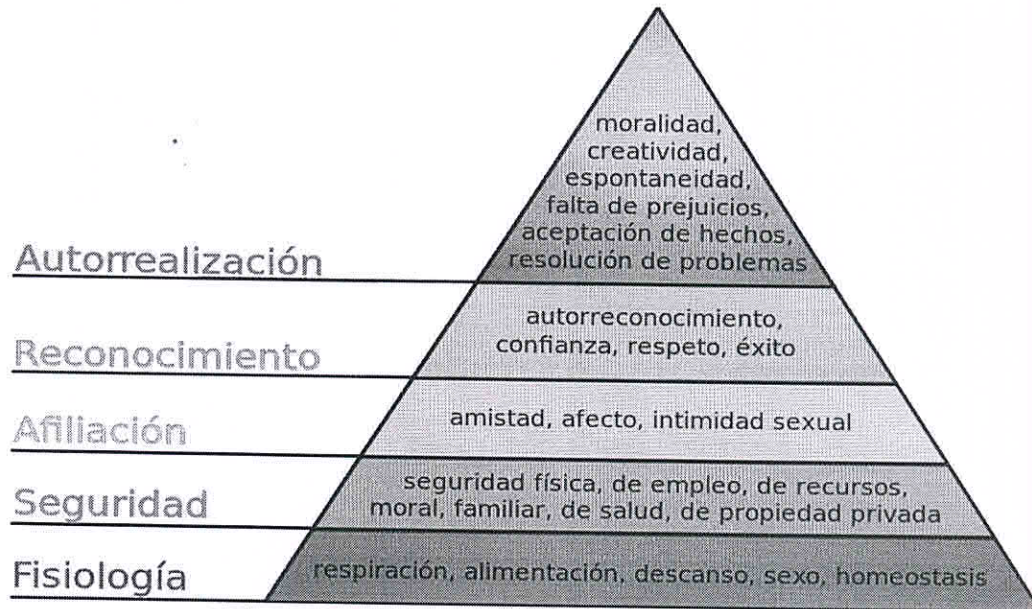 moralidad,
creatividad,
espontaneidad,
falta de prejuicios,
aceptación de hechos,
resolución de problemas
Autorrealización
autorreconocimiento,
confianza, respeto, éxito
Reconocimiento
amistad, afecto, intimidad sexual
Afiliación
seguridad física, de empleo, de recursos,
moral, familiar, de salud, de propiedad privada
Seguridad
respiración, alimentación, descanso, sexo, homeostasis
Fisiología